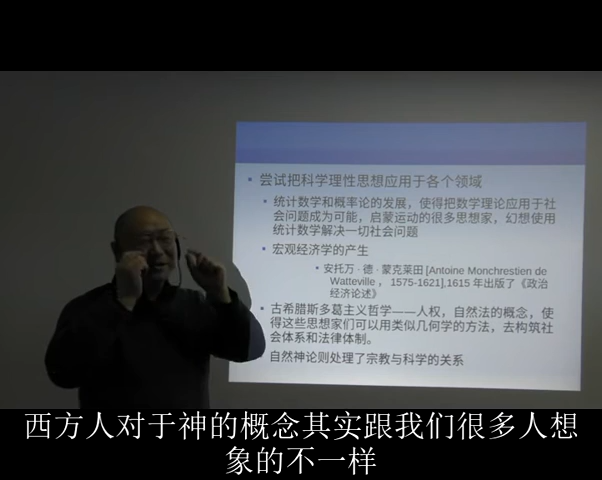 尝试把科学理性思想应用于各个领域
统计数学和概率论的发展，使得把数学理论应用于社
会问题成为可能，启蒙运动的很多思想家，幻想使用
统计数学解决一切社会问题
宏观经济学的产生
安托万·德·蒙克莱田 [Antoine Monchrestien de
Watteville， 1575-1621],1615 年出版了《政治
经济论述》
古希腊斯多葛主义哲学——人权，自然法的概念，使
得这些思想家们可以用类似几何学的方法，去构筑社
会体系和法律体制。
自然神论则处理了宗教与科学的关系
西方人对于神的概念其实跟我们很多人想
象的不一样